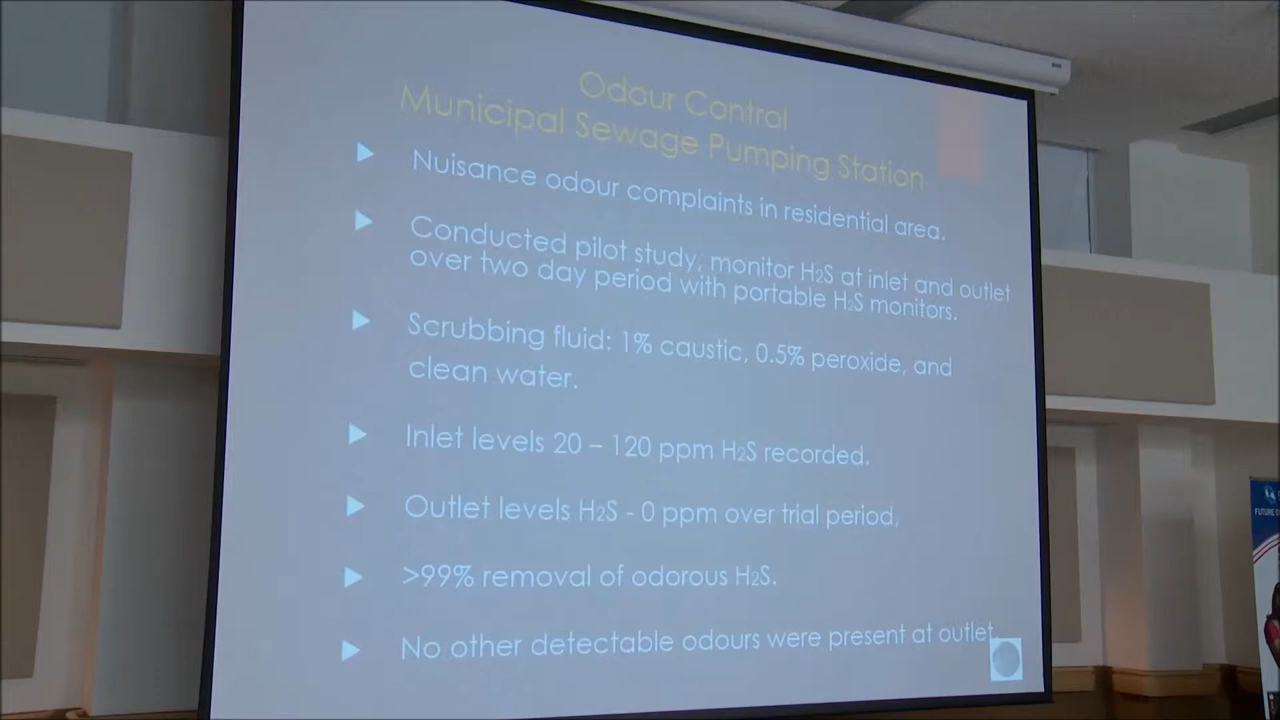 Odour Control
Municipal Sewage Pumping Station
Nuisance odour complaints in residential area.
Conducted pilot study, monitor H₂S at inlet and outlet
over two day period with portable H₂S monitors.
Scrubbing fluid: 1% caustic, 0.5% peroxide, and
clean water.
Inlet levels 20 – 120 ppm H₂S recorded.
Outlet levels H₂S - 0 ppm over trial period,
>99% removal of odorous H₂S.
No other detectable odours were present at outlet.
FUTURE